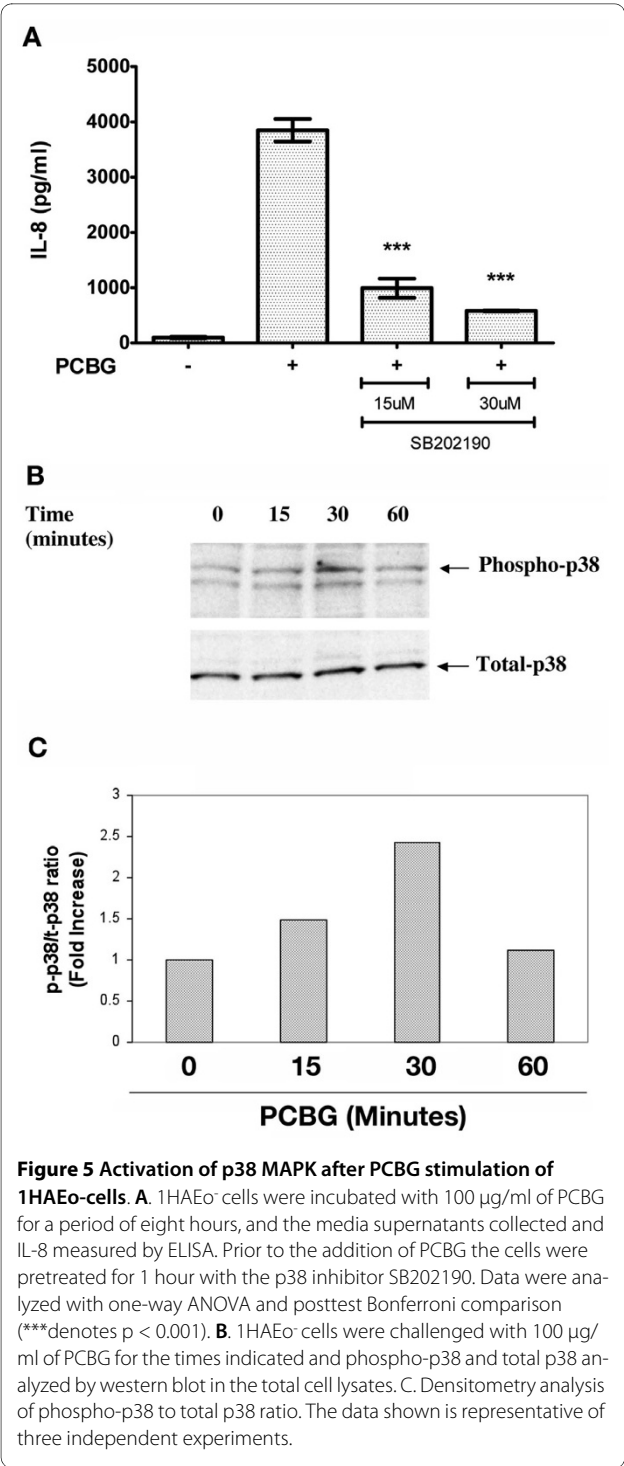 A
5000
4000
3000
2000
1000
0
IL-8 (pg/ml)
***
***
PCBG - + + +
15uM 30uM
SB202190
B
Time (minutes) 0 15 30 60
Phospho-p38
Total-p38
C
3
2.5
2
1.5
1
0.5
0
p-p38/t-p38 ratio
(Fold Increase)
0 15 30 60
PCBG (Minutes)
Figure 5 Activation of p38 MAPK after PCBG stimulation of
1HAEo-cells. A. 1HAEo- cells were incubated with 100 μg/ml of PCBG
for a period of eight hours, and the media supernatants collected and
IL-8 measured by ELISA. Prior to the addition of PCBG the cells were
pretreated for 1 hour with the p38 inhibitor SB202190. Data were ana-
lyzed with one-way ANOVA and posttest Bonferroni comparison
(***denotes p < 0.001). B. 1HAEo- cells were challenged with 100 μg/
ml of PCBG for the times indicated and phospho-p38 and total p38 an-
alyzed by western blot in the total cell lysates. C. Densitometry analysis
of phospho-p38 to total p38 ratio. The data shown is representative of
three independent experiments.